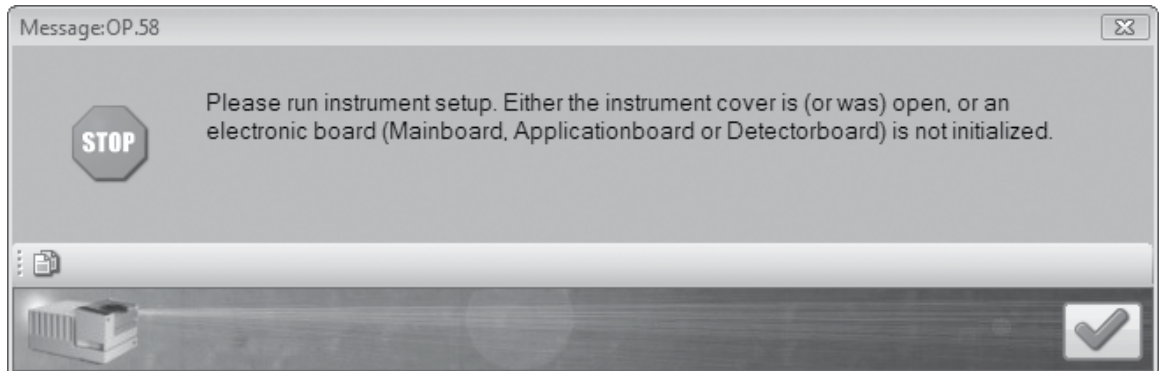 Message:OP.58
STOP
Please run instrument setup. Either the instrument cover is (or was) open, or an
electronic board (Mainboard, Applicationboard or Detectorboard) is not initialized.